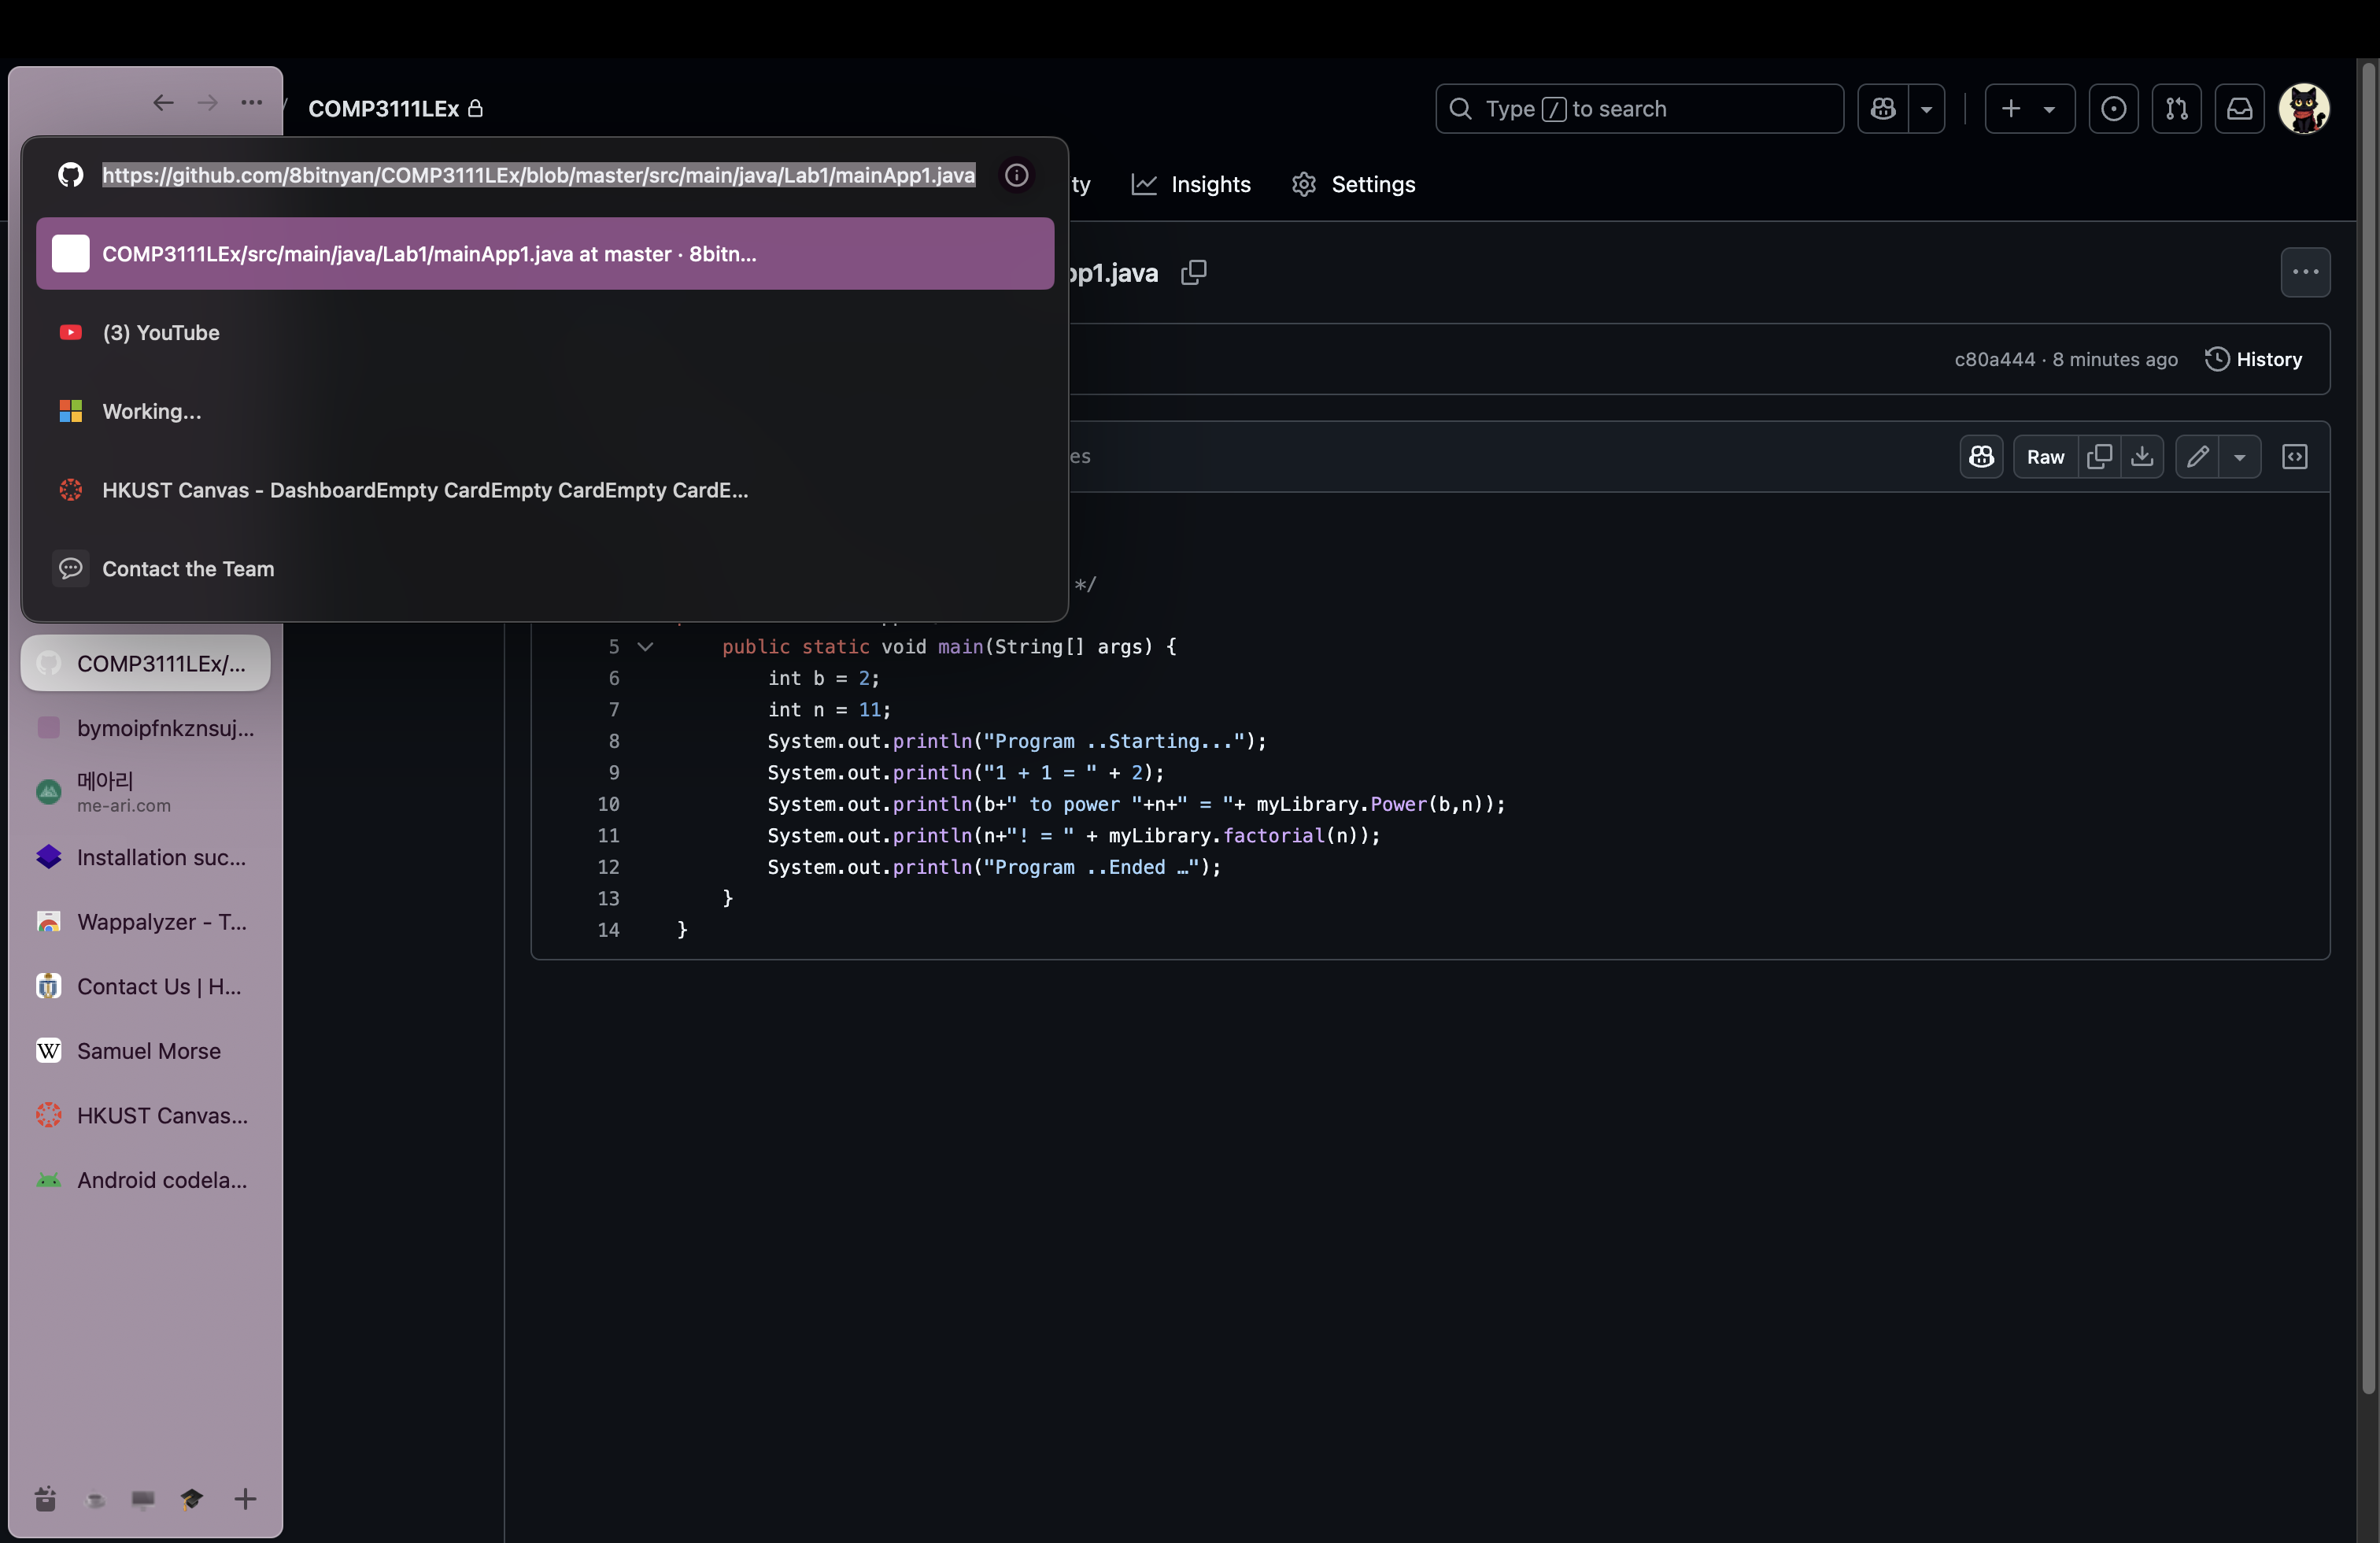 COMP3111LEx
Type / to search
https://github.com/8bitnyan/COMP3111LEx/blob/master/src/main/java/Lab1/mainApp1.java
ty
Insights
Settings
COMP3111LEx/src/main/java/Lab1/mainApp1.java at master · 8bitn...
(3) YouTube
Working...
HKUST Canvas - DashboardEmpty CardEmpty CardEmpty CardE...
Contact the Team
pp1.java
c80a444 · 8 minutes ago
History
es
Raw
*/
5 public static void main(String[] args) {
6 int b = 2;
7 int n = 11;
8 System.out.println("Program ..Starting...");
9 System.out.println("1 + 1 = " + 2);
10 System.out.println(b+" to power "+n+" = "+ myLibrary.Power(b,n));
11 System.out.println(n+"! = " + myLibrary.factorial(n));
12 System.out.println("Program ..Ended …");
13 }
14 }
COMP3111LEx/...
bymoipfnkznsuj...
메아리
me-ari.com
Installation suc...
Wappalyzer - T...
Contact Us | H...
Samuel Morse
HKUST Canvas...
Android codela...